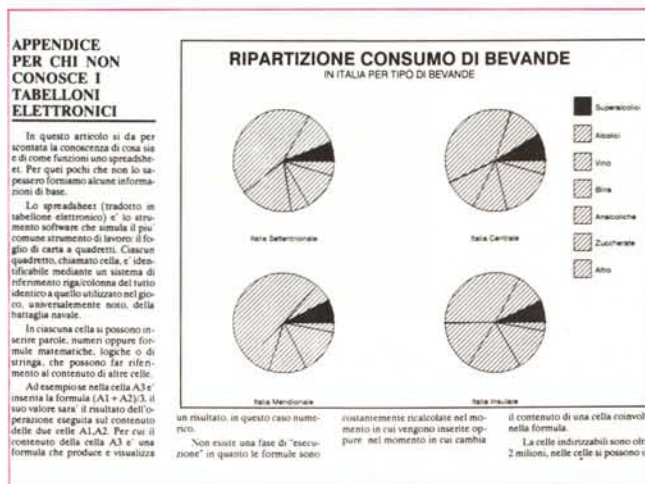 APPENDICE
PER CHI NON
CONOSCE I
TABELLONI
ELETTRONICI
In questo articolo si da per
scontata la conoscenza di cosa sia
e di come funzioni uno spreadshe-
et. Per quei pochi che non lo sa-
pessero forniamo alcune informa-
zioni di base.
Lo spreadsheet (tradotto in
tabellone elettronico) e' lo stru-
mento software che simula il piu'
comune strumento di lavoro: il fo-
glio di carta a quadretti. Ciascun
quadretto, chiamato cella, e' iden-
tificabile mediante un sistema di
riferimento riga/colonna del tutto
identico a quello utilizzato nel gio-
co, universalmente noto, della
battaglia navale.
In ciascuna cella si possono in-
serire parole, numeri oppure for-
mule matematiche, logiche o di
stringa, che possono far riferi-
mento al contenuto di altre celle.
Ad esempio se nella cella A3 e'
inserita la formula (A1 + A2)/3, il
suo valore sara' il risultato dell'o-
perazione eseguita sul contenuto
delle due celle A1,A2. Per cui il
contenuto della cella A3 e' una
formula che produce e visualizza
RIPARTIZIONE CONSUMO DI BEVANDE
IN ITALIA PER TIPO DI BEVANDE
Superalcolici
Alcolici
Vino
Birra
Analcoliche
Zuccherate
Altro
Italia Settentrionale
Italia Centrale
Italia Meridionale
Italia Insulare
un risultato, in questo caso nume-
rico.
Non existe una fase di "esecu-
zione" in quanto le formule sono
costantemente ricalcolate nel mo-
mento in cui vengono inserite op-
pure nel momento in cui cambia
il contenuto di una cella coinvol
nella formula.
La celle indirizzabili sono olt
2 milioni, nelle celle si possono i